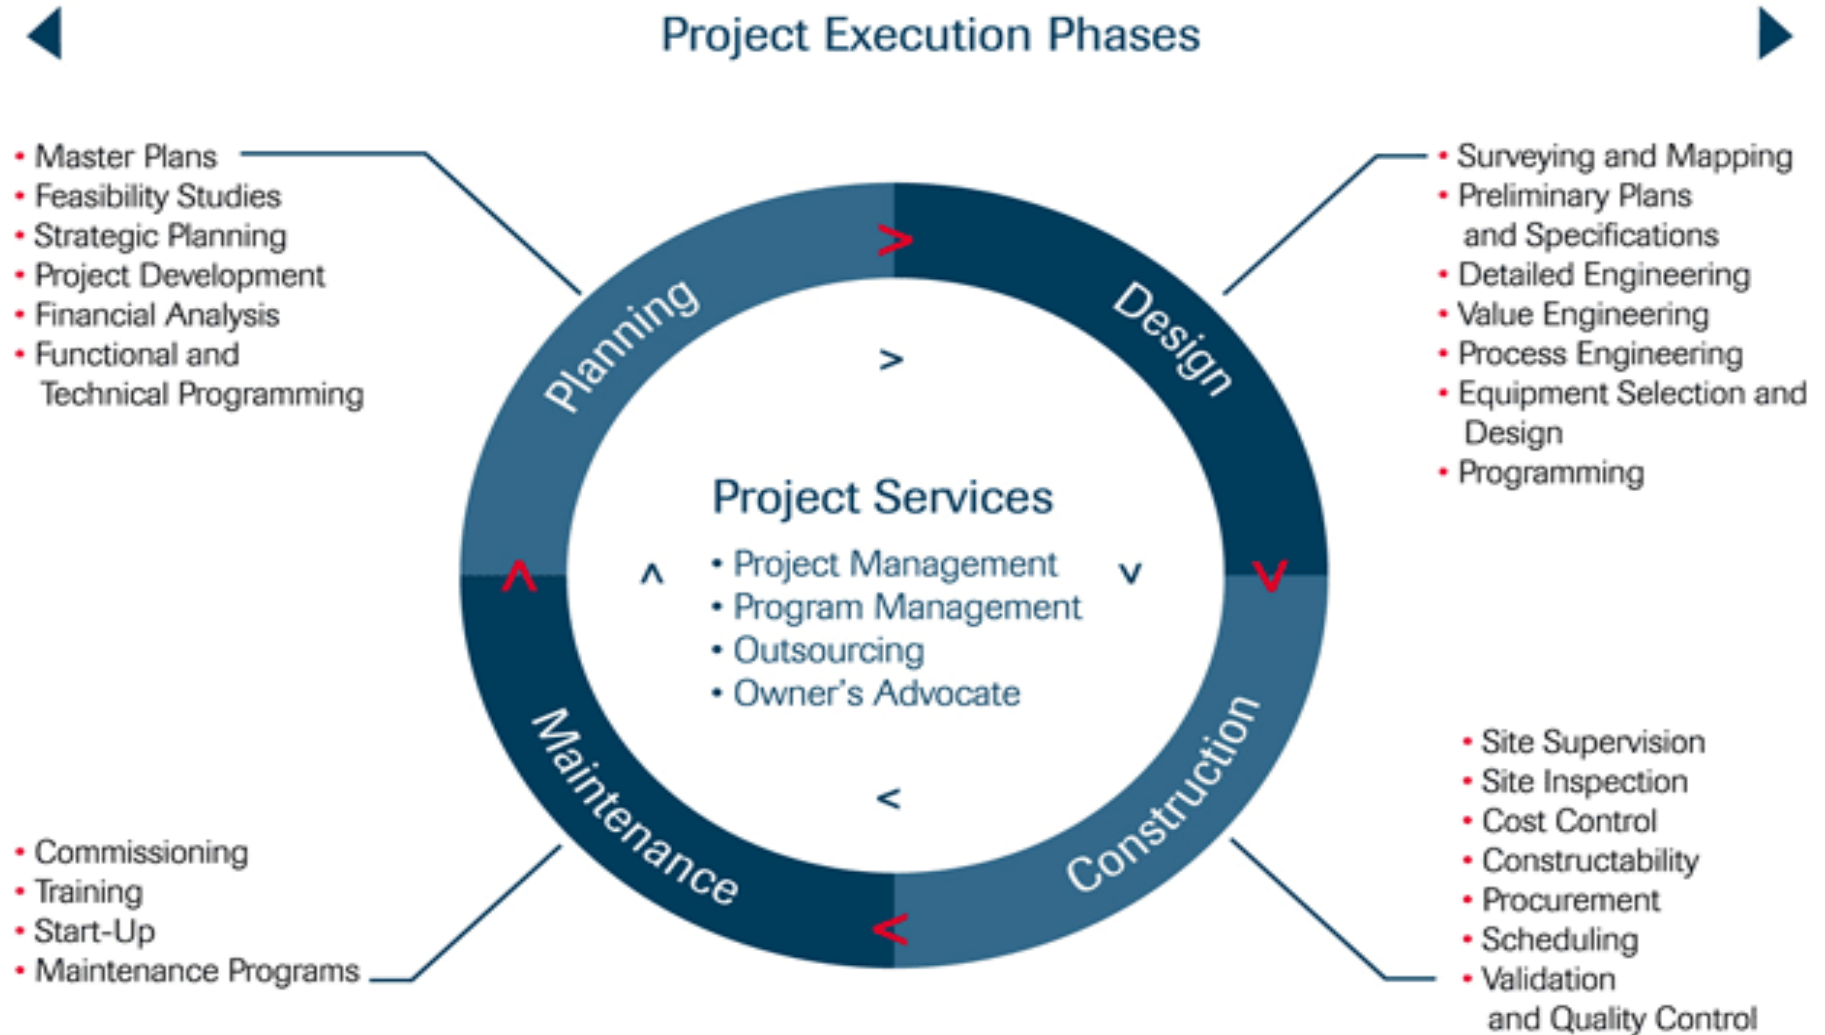 Project Execution Phases
• Master Plans
• Feasibility Studies
• Strategic Planning
• Project Development
• Financial Analysis
• Functional and
Technical Programming
• Surveying and Mapping
• Preliminary Plans
and Specifications
• Detailed Engineering
• Value Engineering
• Process Engineering
• Equipment Selection and
Design
• Programming
Planning
>
Design
>
Project Services
• Project Management
• Program Management
• Outsourcing
• Owner's Advocate
^
^
v
v
Maintenance
Construction
<
<
• Commissioning
• Training
• Start-Up
• Maintenance Programs
• Site Supervision
• Site Inspection
• Cost Control
• Constructability
• Procurement
• Scheduling
• Validation
and Quality Control